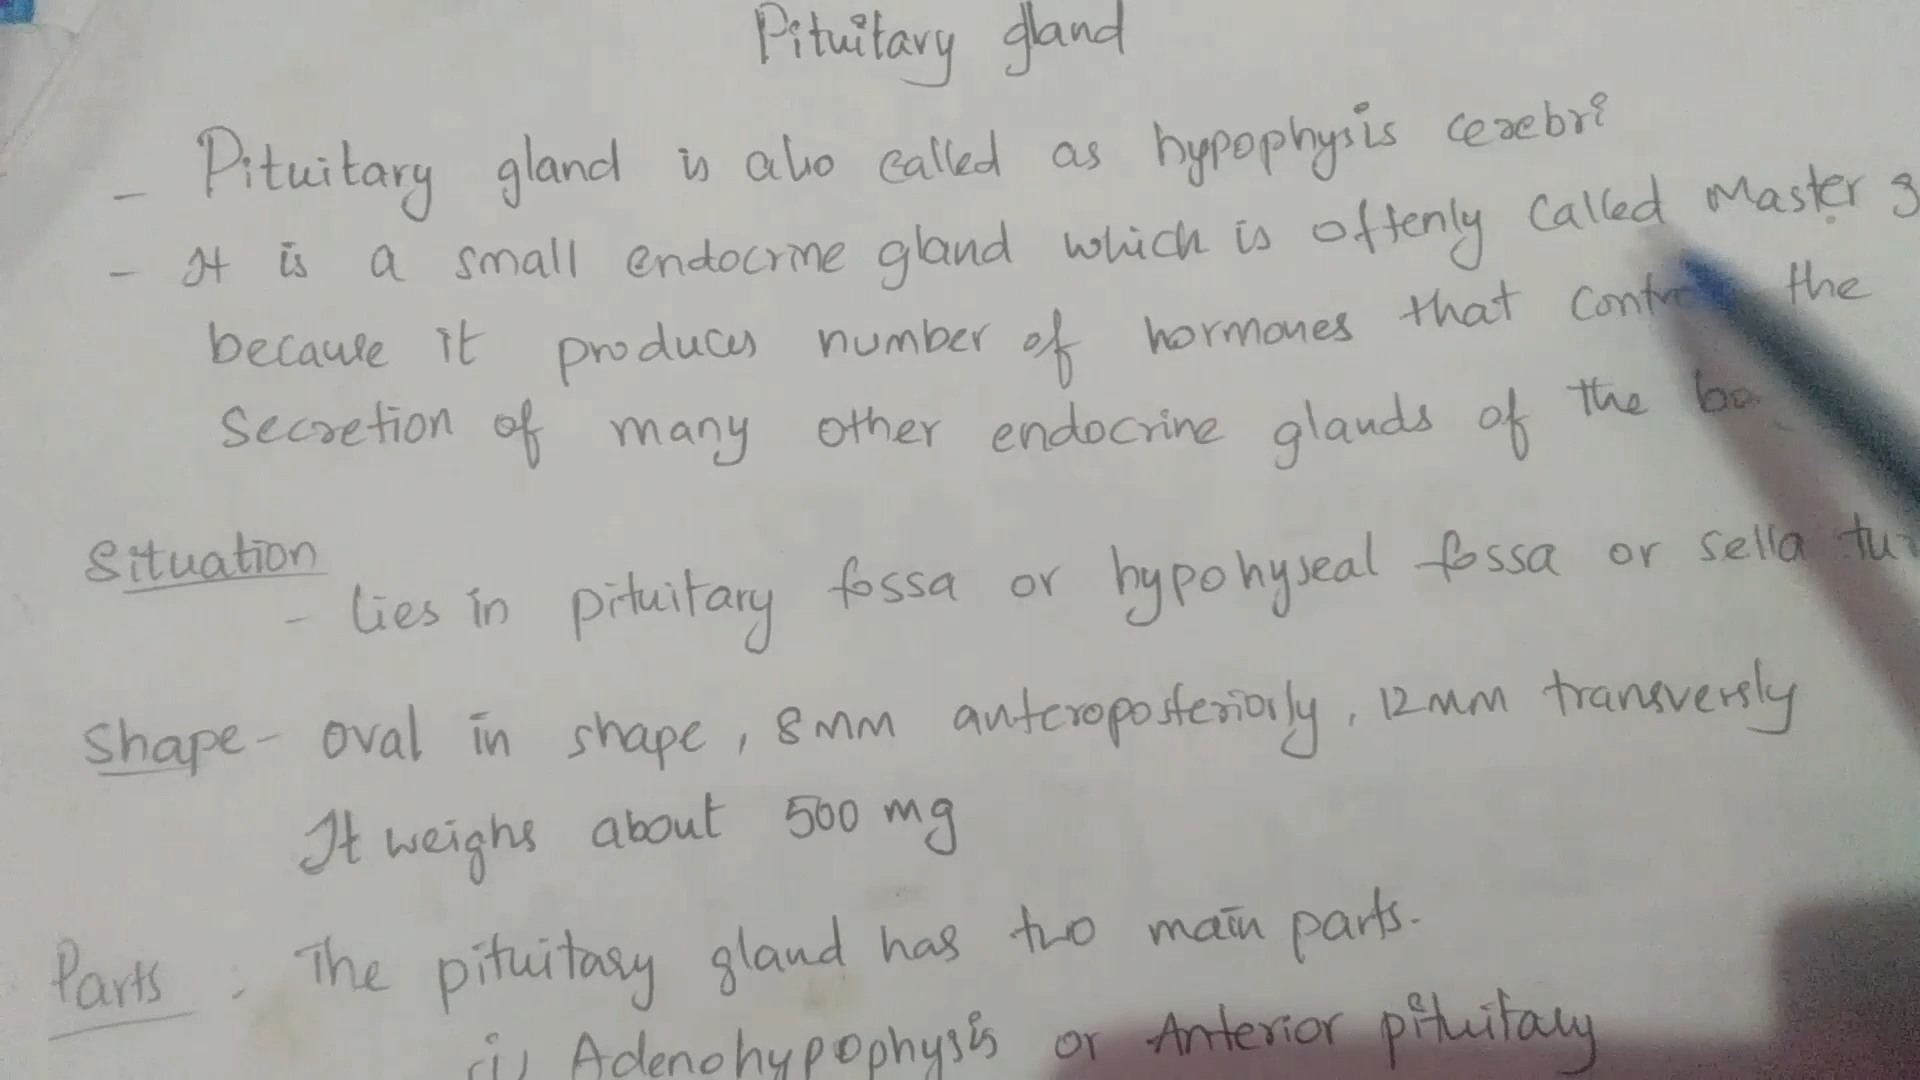 Pituitary gland
- Pituitary gland is also called as hypophysis cerebri
- It is a small endocrine gland which is oftenly called Master
because it produces number of hormones that the
Secretion of many other endocrine glands of the
Situation
- lies in pituitary fossa or hypohyseal fossa or sella
Shape - oval in shape, 8mm anteroposteriorly, 12mm transversly
It weighs about 500 mg
Parts : The pituitary gland has two main parts.
(i) Adenohypophysis or Anterior pituitary